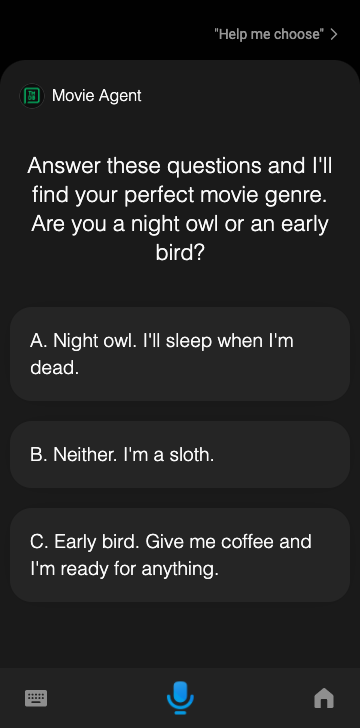 "Help me choose"
Movie Agent
Answer these questions and I'll
find your perfect movie genre.
Are you a night owl or an early
bird?
A. Night owl. I'll sleep when I'm
dead.
B. Neither. I'm a sloth.
C. Early bird. Give me coffee and
I'm ready for anything.